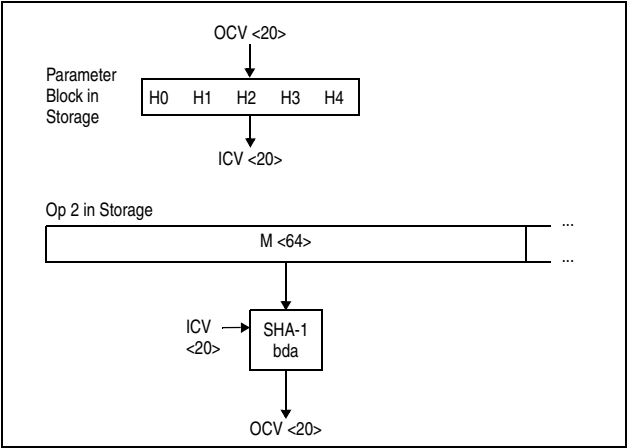 OCV <20>
Parameter
Block in
Storage
H0 H1 H2 H3 H4
ICV <20>
Op 2 in Storage
M <64>
...
...
ICV
<20>
SHA-1
bda
OCV <20>